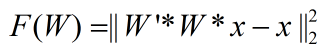 F(W) =|| W'* W * x − x ||₂²